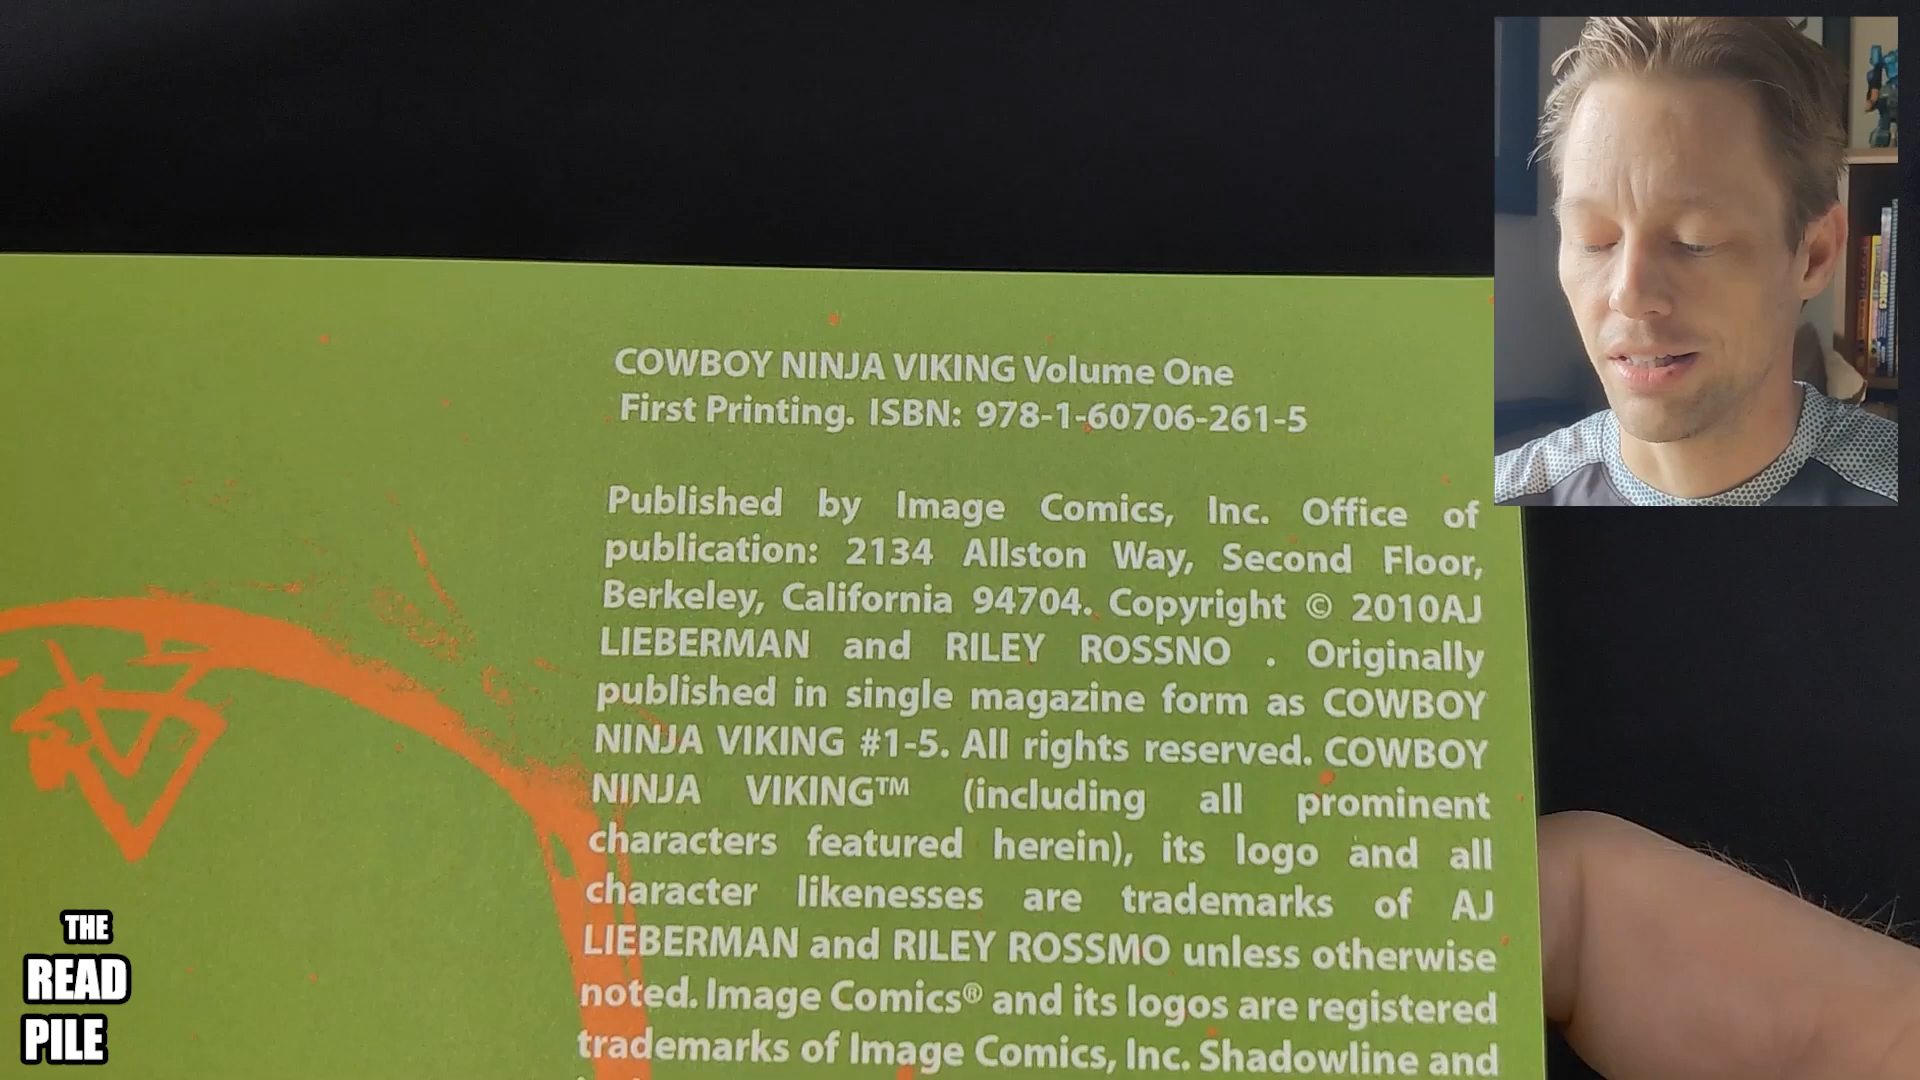 COWBOY NINJA VIKING Volume One
First Printing. ISBN: 978-1-60706-261-5
Published by Image Comics, Inc. Office of
publication: 2134 Allston Way, Second Floor,
Berkeley, California 94704. Copyright © 2010AJ
LIEBERMAN and RILEY ROSSNO . Originally
published in single magazine form as COWBOY
NINJA VIKING #1-5. All rights reserved. COWBOY
NINJA VIKING™ (including all prominent
characters featured herein), its logo and all
character likenesses are trademarks of AJ
LIEBERMAN and RILEY ROSSMO unless otherwise
noted. Image Comics® and its logos are registered
trademarks of Image Comics, Inc. Shadowline and
THE
READ
PILE
COMICS